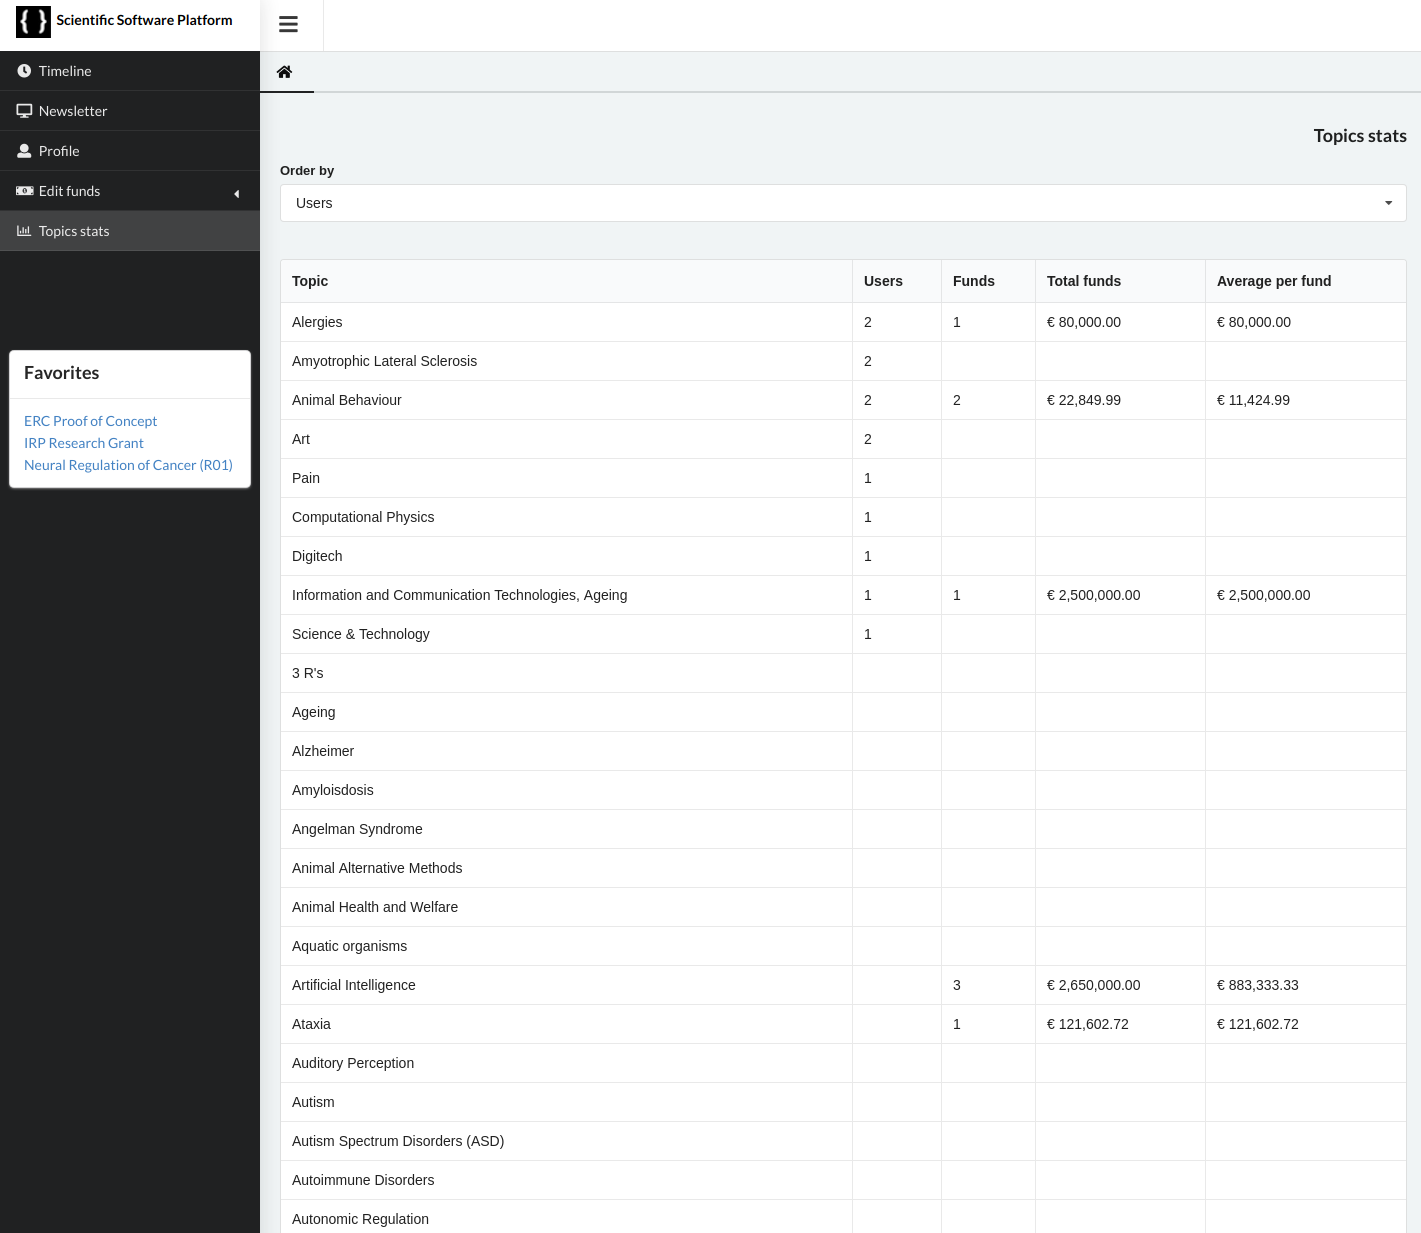 Scientific Software Platform
Timeline
Newsletter
Profile
Edit funds
Topics stats
Favorites
ERC Proof of Concept
IRP Research Grant
Neural Regulation of Cancer (R01)
Topics stats
Order by
Users
Topic Users Funds Total funds Average per fund
Alergies 2 1 € 80,000.00 € 80,000.00
Amyotrophic Lateral Sclerosis 2
Animal Behaviour 2 2 € 22,849.99 € 11,424.99
Art 2
Pain 1
Computational Physics 1
Digitech 1
Information and Communication Technologies, Ageing 1 1 € 2,500,000.00 € 2,500,000.00
Science & Technology 1
3 R's
Ageing
Alzheimer
Amyloisdosis
Angelman Syndrome
Animal Alternative Methods
Animal Health and Welfare
Aquatic organisms
Artificial Intelligence 3 € 2,650,000.00 € 883,333.33
Ataxia 1 € 121,602.72 € 121,602.72
Auditory Perception
Autism
Autism Spectrum Disorders (ASD)
Autoimmune Disorders
Autonomic Regulation